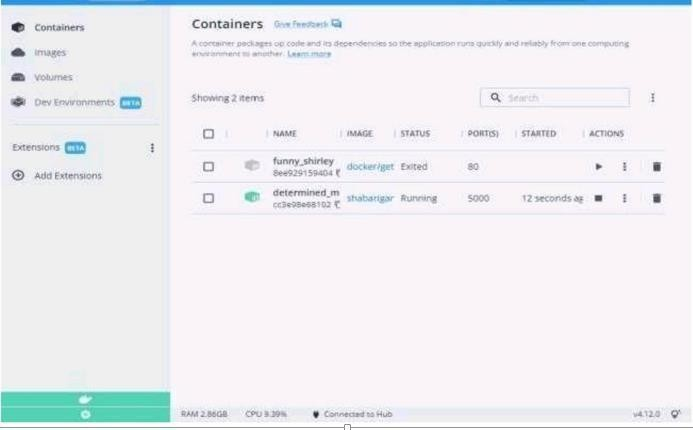 Containers
Images
Volumes
Dev Environments BETA
Extensions BETA
Add Extensions
Containers Give Feedback
A container packages up code and its dependencies so the application runs quickly and reliably from one computing
environment to another. Learn more
Showing 2 items
Search
NAME IMAGE STATUS PORT(S) STARTED ACTIONS
funny_shirley docker/get Exited 80
8ee929159404
determined_m shabarigar Running 5000 12 seconds ag
cc3e98e68102
RAM 2.86GB CPU 9.39% Connected to Hub v4.12.0